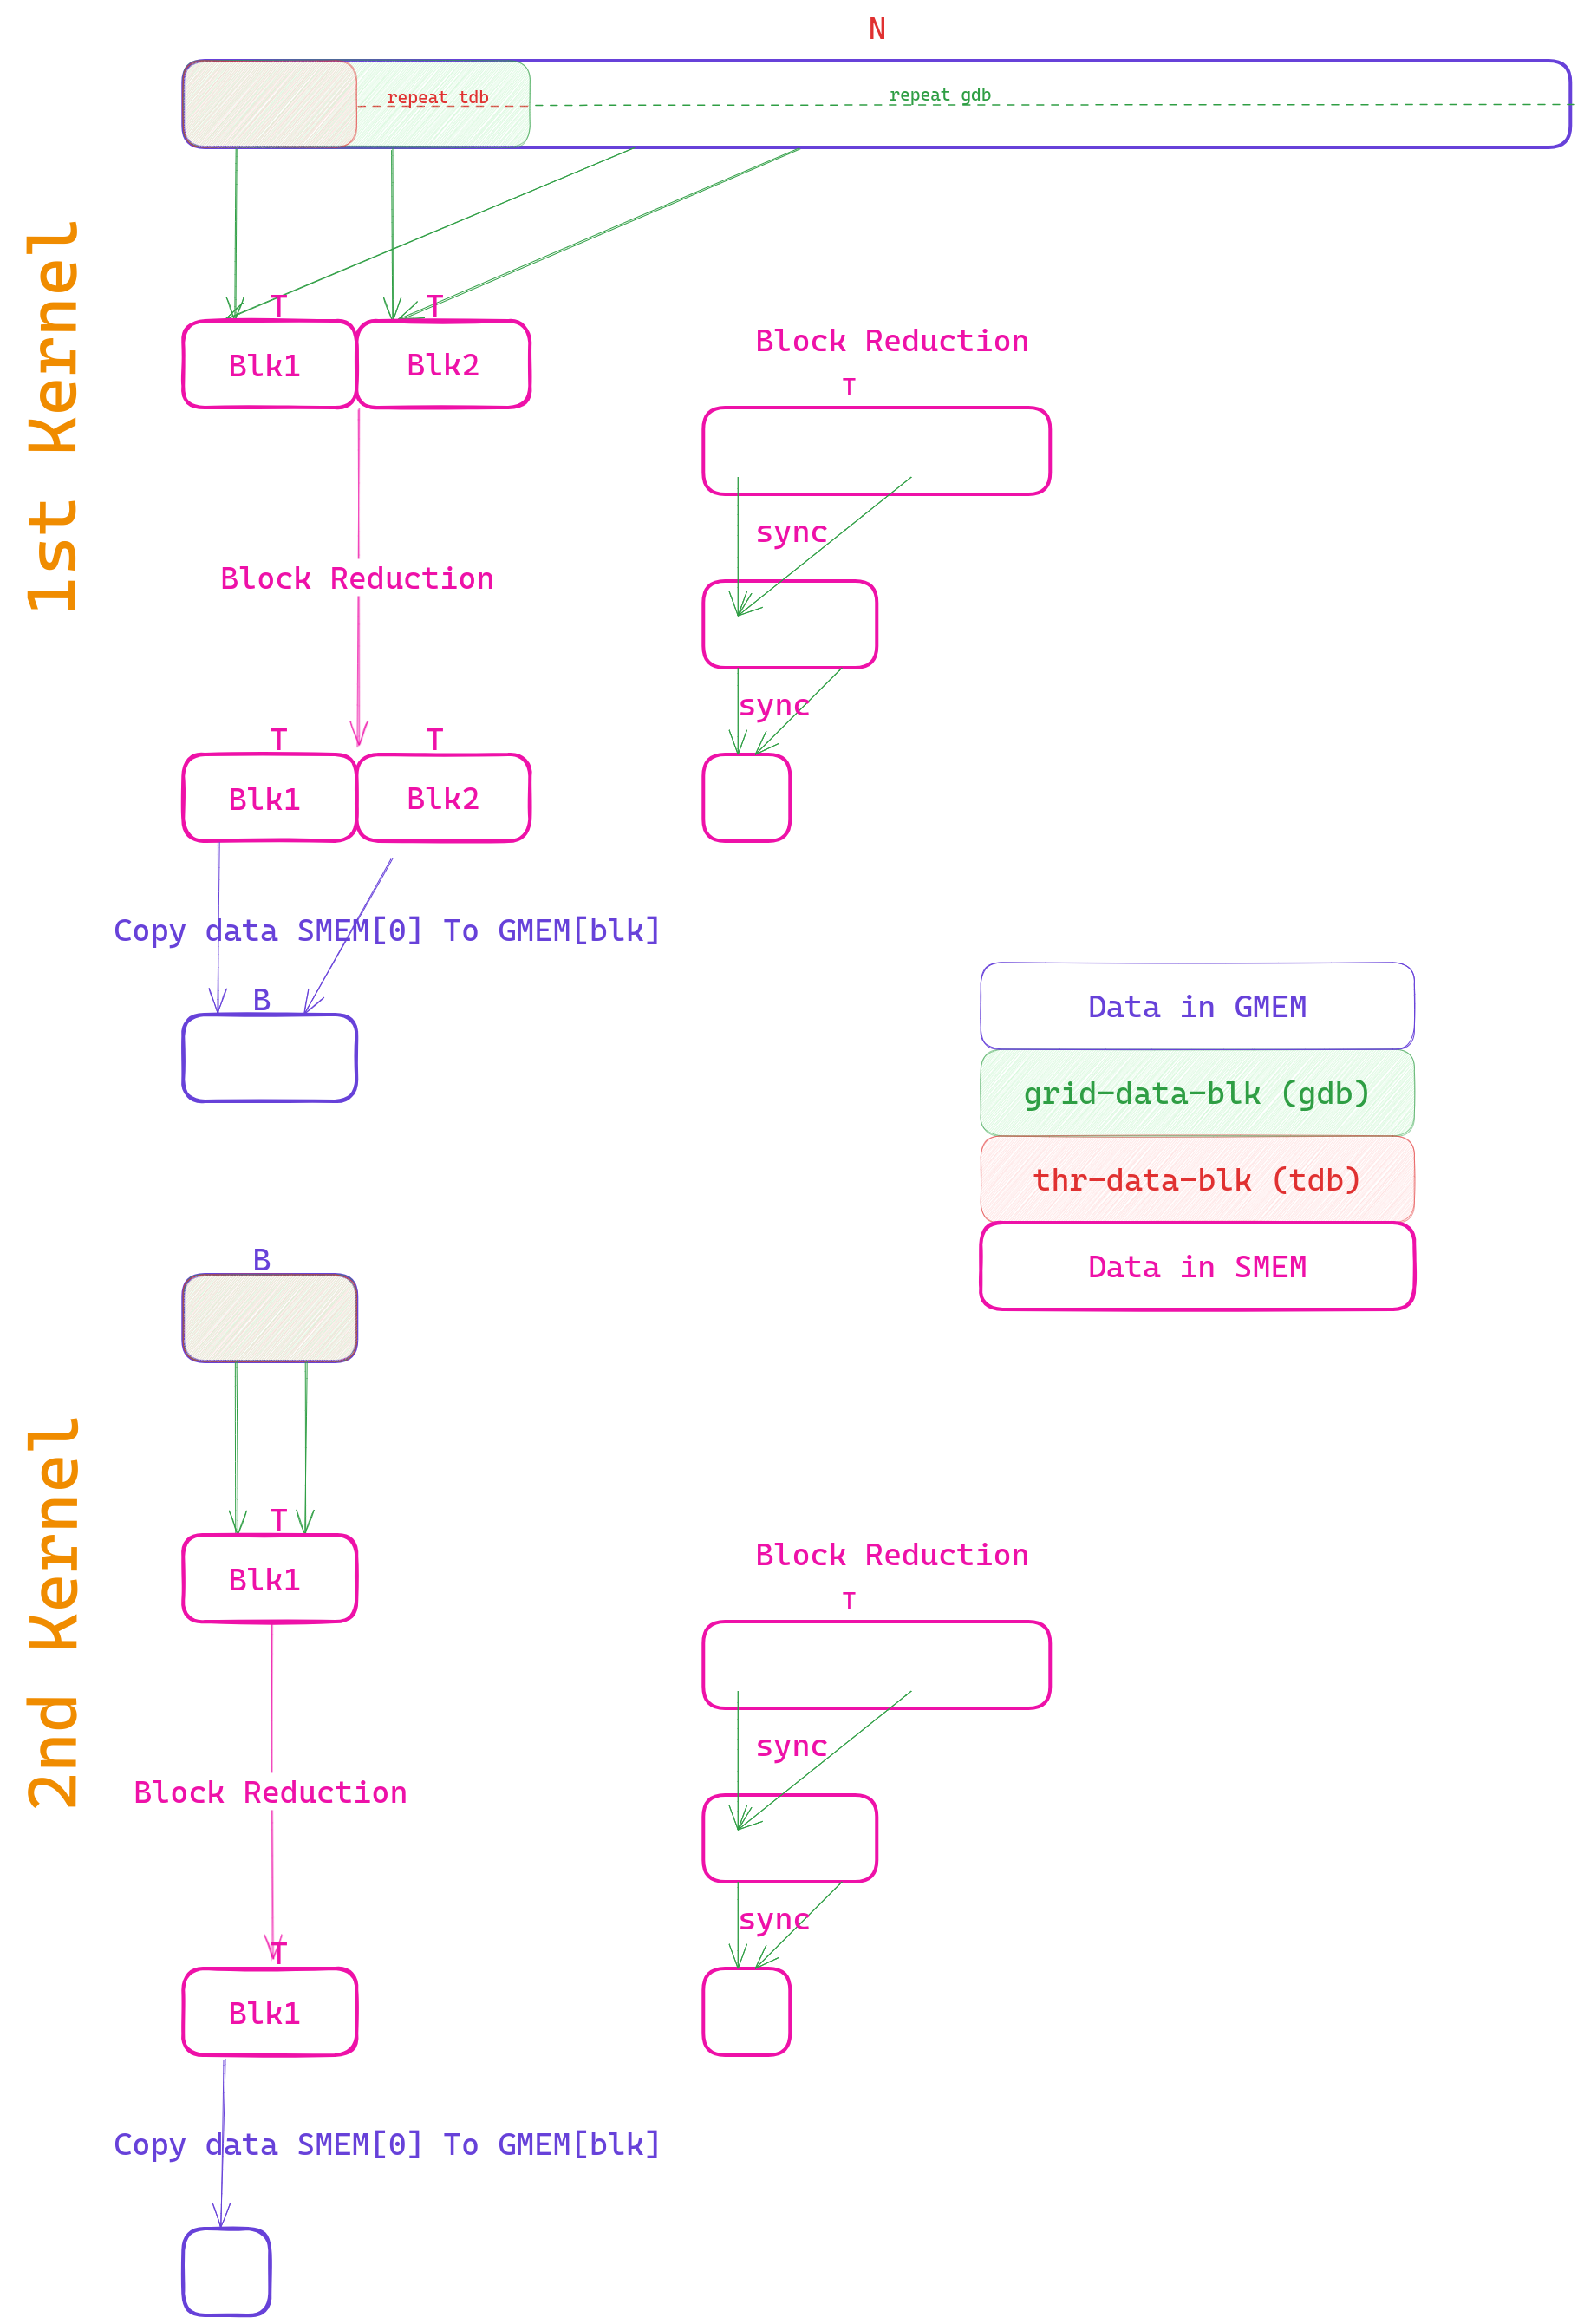 N
repeat tdb
repeat gdb
1st Kernel
T
T
Blk1
Blk2
Block Reduction
T
sync
Block Reduction
sync
T
T
Blk1
Blk2
Copy data SMEM[0] To GMEM[blk]
B
Data in GMEM
grid-data-blk (gdb)
thr-data-blk (tdb)
Data in SMEM
2nd Kernel
B
T
Blk1
Block Reduction
T
sync
Block Reduction
sync
T
Blk1
Copy data SMEM[0] To GMEM[blk]